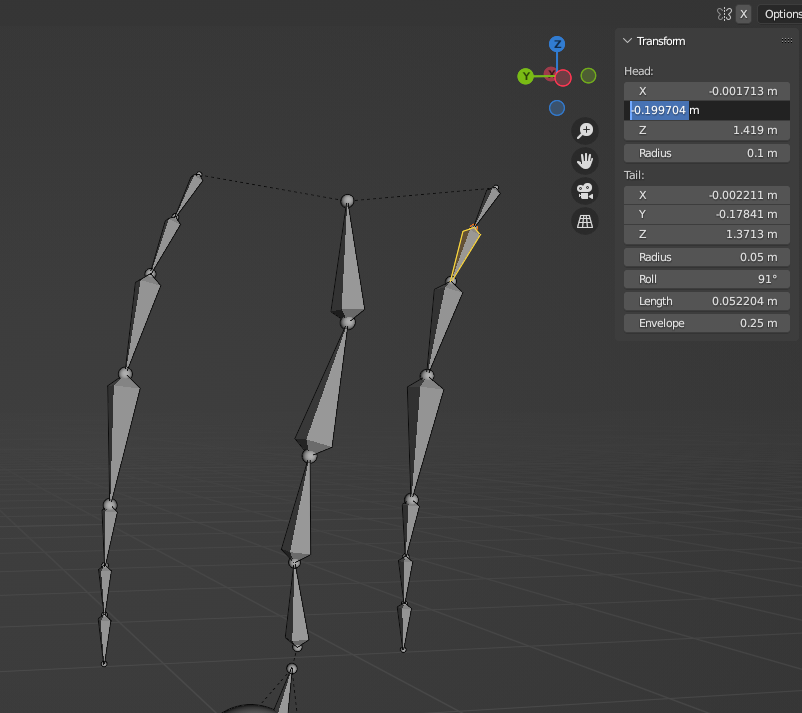 X Options
Transform
Head:
X -0.001713 m
-0.199704 m
Z 1.419 m
Radius 0.1 m
Tail:
X -0.002211 m
Y -0.17841 m
Z 1.3713 m
Radius 0.05 m
Roll 91°
Length 0.052204 m
Envelope 0.25 m
Z
Y